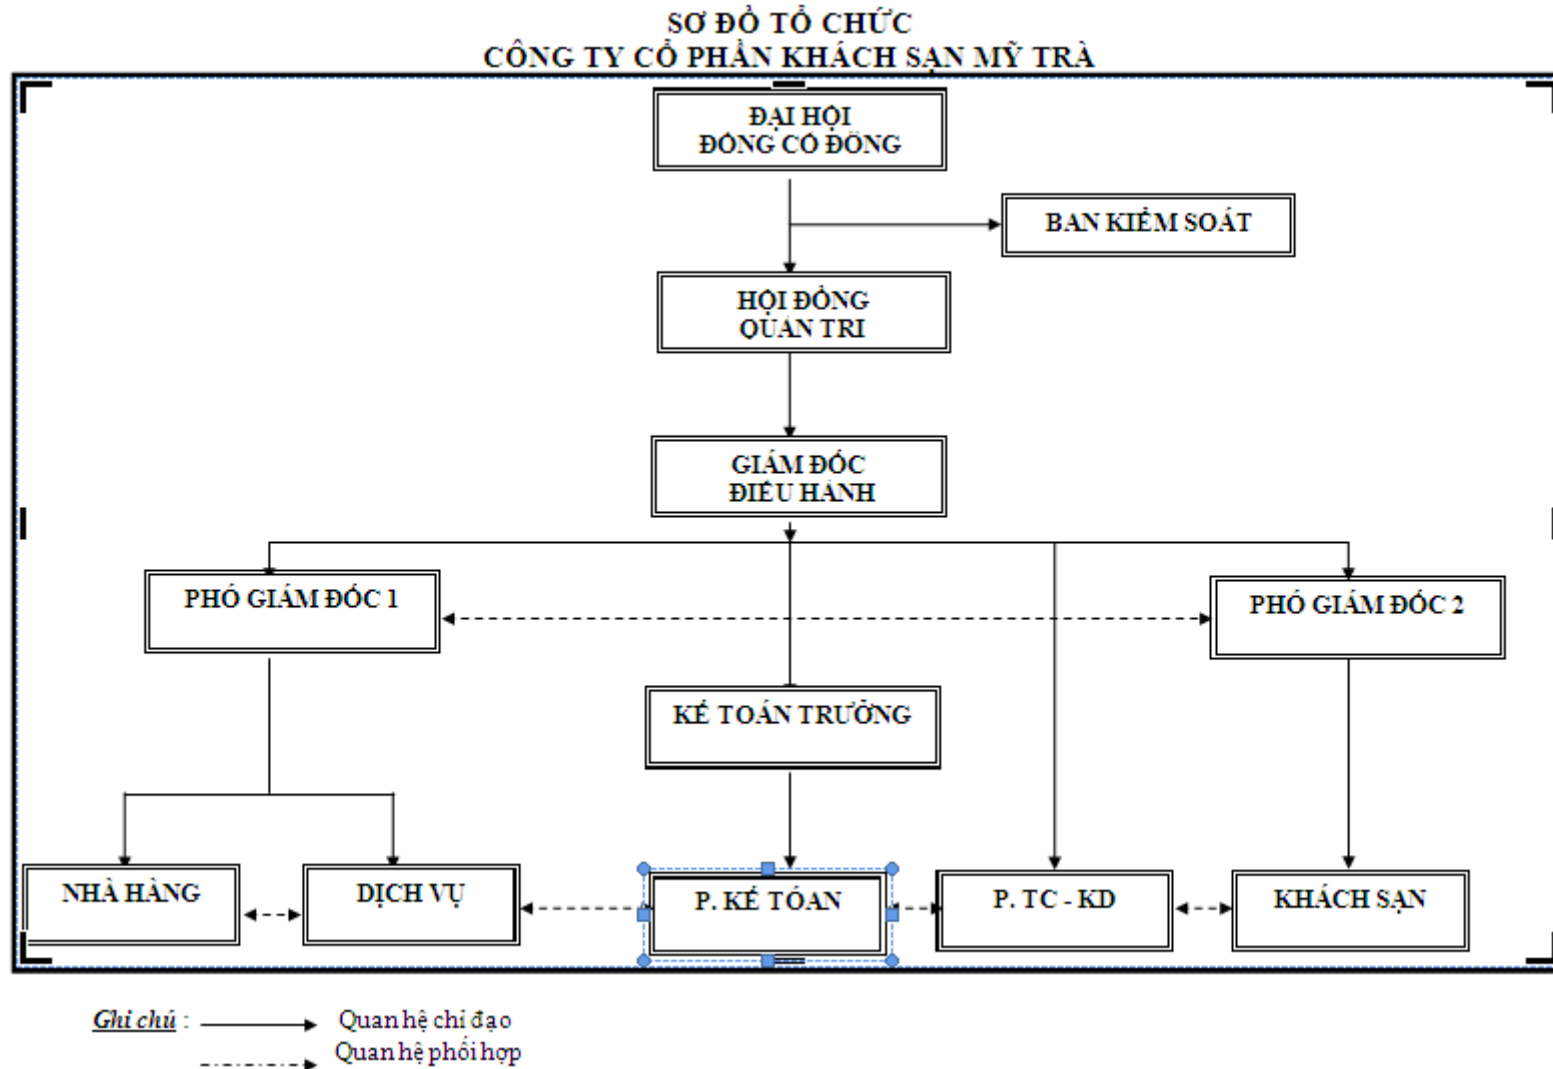 SƠ ĐỒ TỔ CHỨC
CÔNG TY CỔ PHẦN KHÁCH SẠN MỸ TRÀ
ĐẠI HỘI
ĐỒNG CỔ ĐÔNG
BAN KIỂM SOÁT
HỘI ĐỒNG
QUẢN TRỊ
GIÁM ĐỐC
ĐIỀU HÀNH
PHÓ GIÁM ĐỐC 1
PHÓ GIÁM ĐỐC 2
KẾ TOÁN TRƯỞNG
NHÀ HÀNG
DỊCH VỤ
P. KẾ TÓAN
P. TC - KD
KHÁCH SẠN
Ghi chú :
Quan hệ chỉ đạo
Quan hệ phối hợp